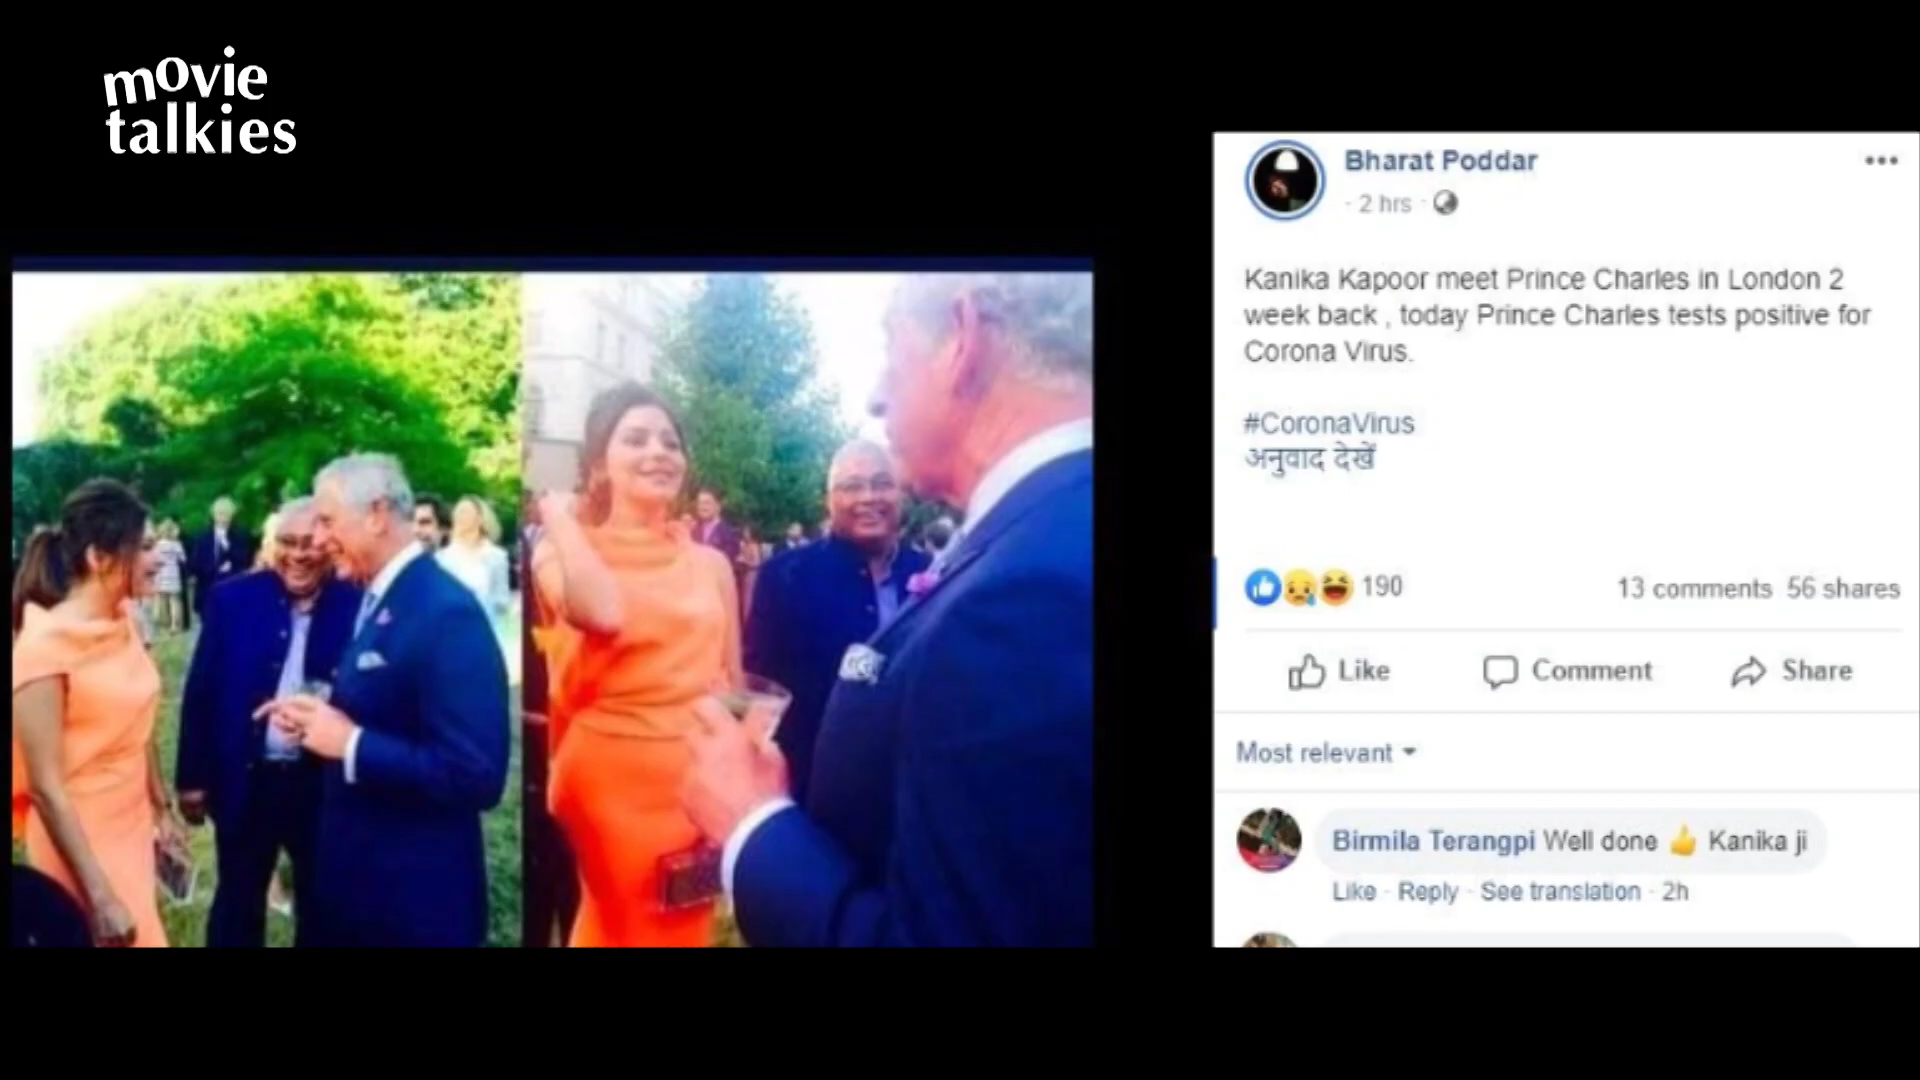 movie
talkies
Bharat Poddar
· 2 hrs ·
Kanika Kapoor meet Prince Charles in London 2
week back , today Prince Charles tests positive for
Corona Virus.
#CoronaVirus
अनुवाद देखें
190
13 comments 56 shares
Like
Comment
Share
Most relevant
Birmila Terangpi Well done 👍 Kanika ji
Like · Reply · See translation · 2h